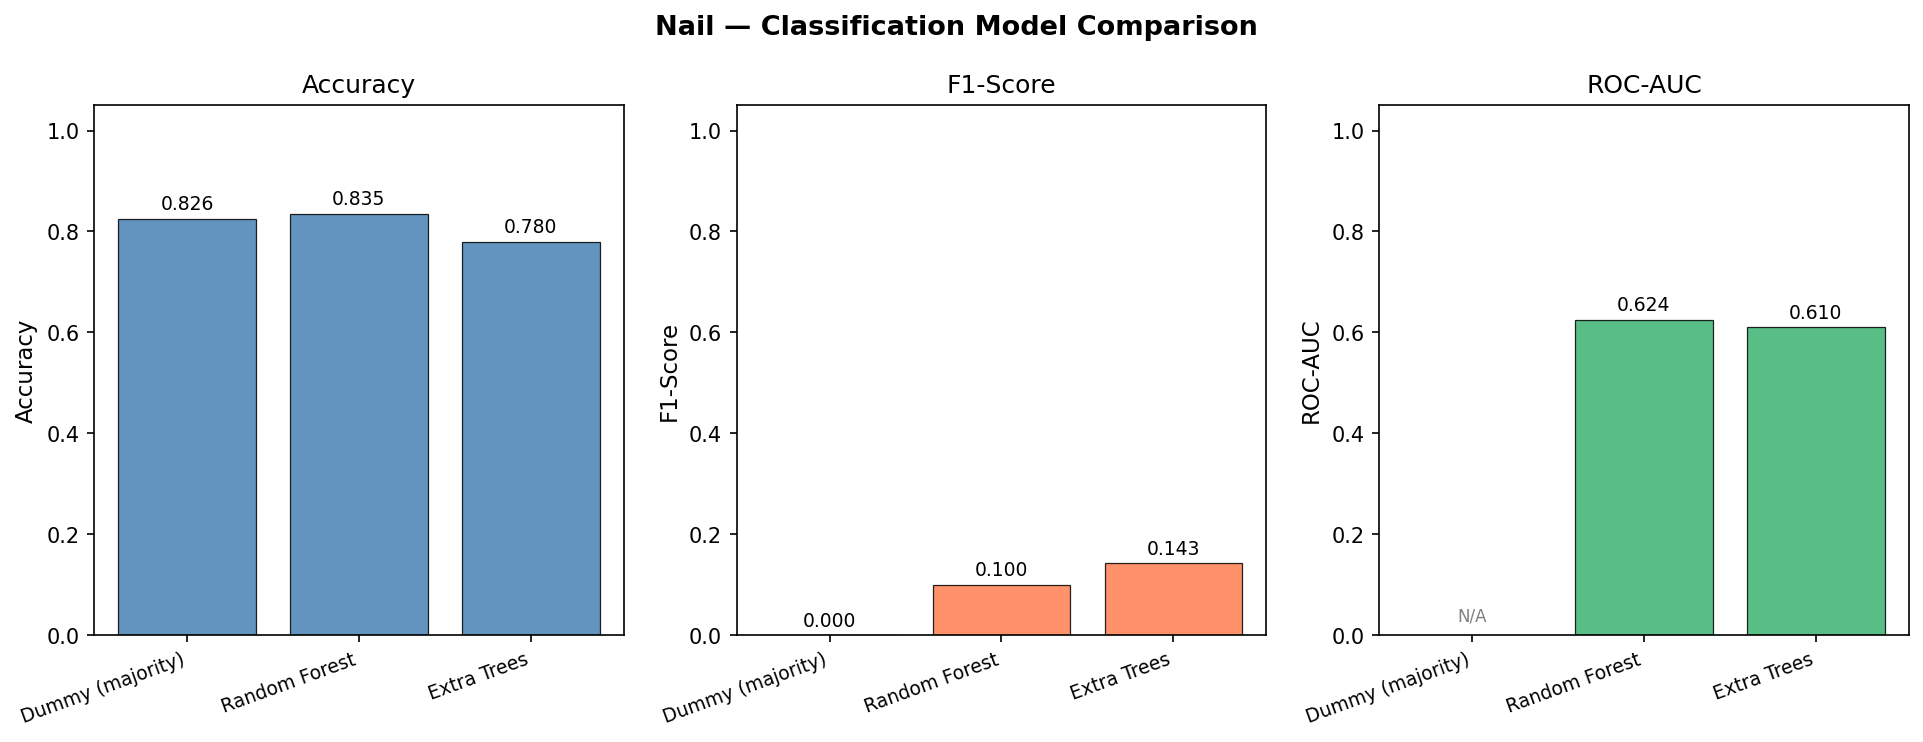 Nail — Classification Model Comparison
Accuracy
Accuracy
1.0
0.8
0.6
0.4
0.2
0.0
0.826
0.835
0.780
Dummy (majority)
Random Forest
Extra Trees
F1-Score
F1-Score
1.0
0.8
0.6
0.4
0.2
0.0
0.000
0.100
0.143
Dummy (majority)
Random Forest
Extra Trees
ROC-AUC
ROC-AUC
1.0
0.8
0.6
0.4
0.2
0.0
N/A
0.624
0.610
Dummy (majority)
Random Forest
Extra Trees